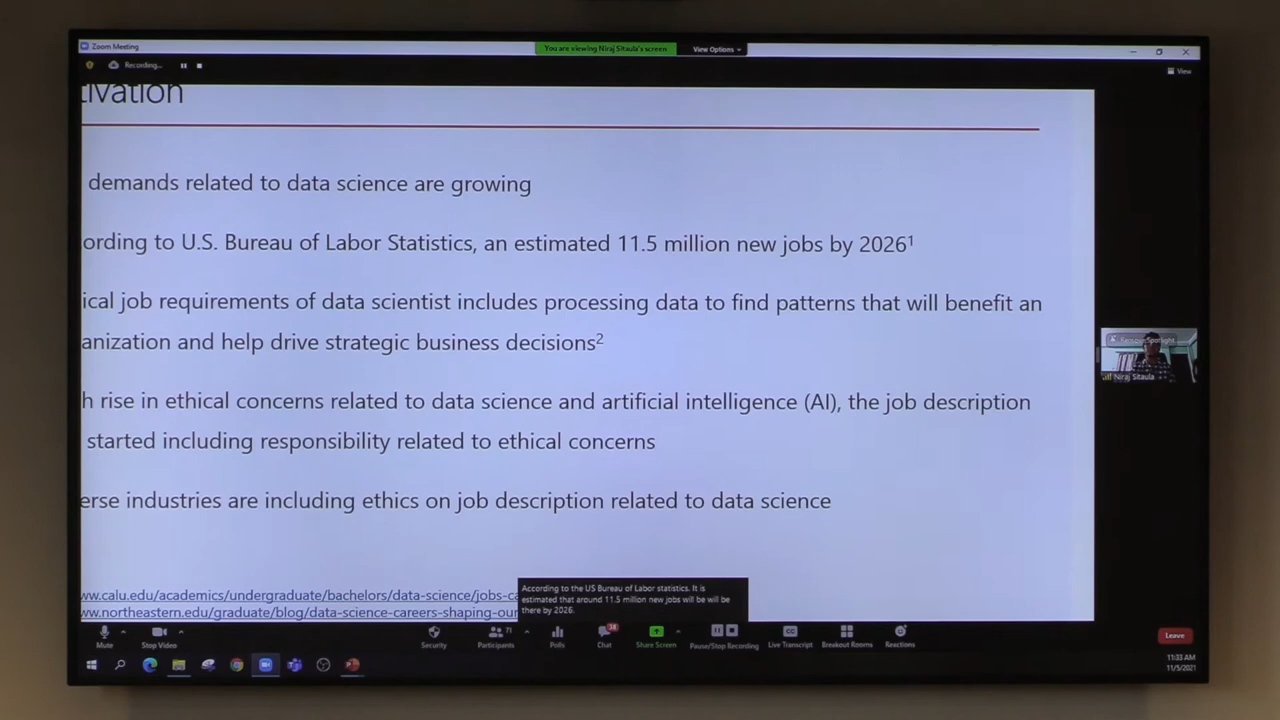 Zoom Meeting
You are viewing Niraj Sitaula's screen
View Options
Recording...
View
tivation
demands related to data science are growing
ording to U.S. Bureau of Labor Statistics, an estimated 11.5 million new jobs by 2026¹
ical job requirements of data scientist includes processing data to find patterns that will benefit an
anization and help drive strategic business decisions²
h rise in ethical concerns related to data science and artificial intelligence (AI), the job description
started including responsibility related to ethical concerns
erse industries are including ethics on job description related to data science
Niraj Sitaula
ww.calu.edu/academics/undergraduate/bachelors/data-science/jobs-ca
ww.northeastern.edu/graduate/blog/data-science-careers-shaping-our
According to the US Bureau of Labor statistics. It is
estimated that around 11.5 million new jobs will be will be
there by 2026.
Mute
Stop Video
Security
Participants
71
Polls
Chat
38
Share Screen
Pause/Stop Recording
Live Transcript
Breakout Rooms
Reactions
Leave
11:33 AM
11/5/2021